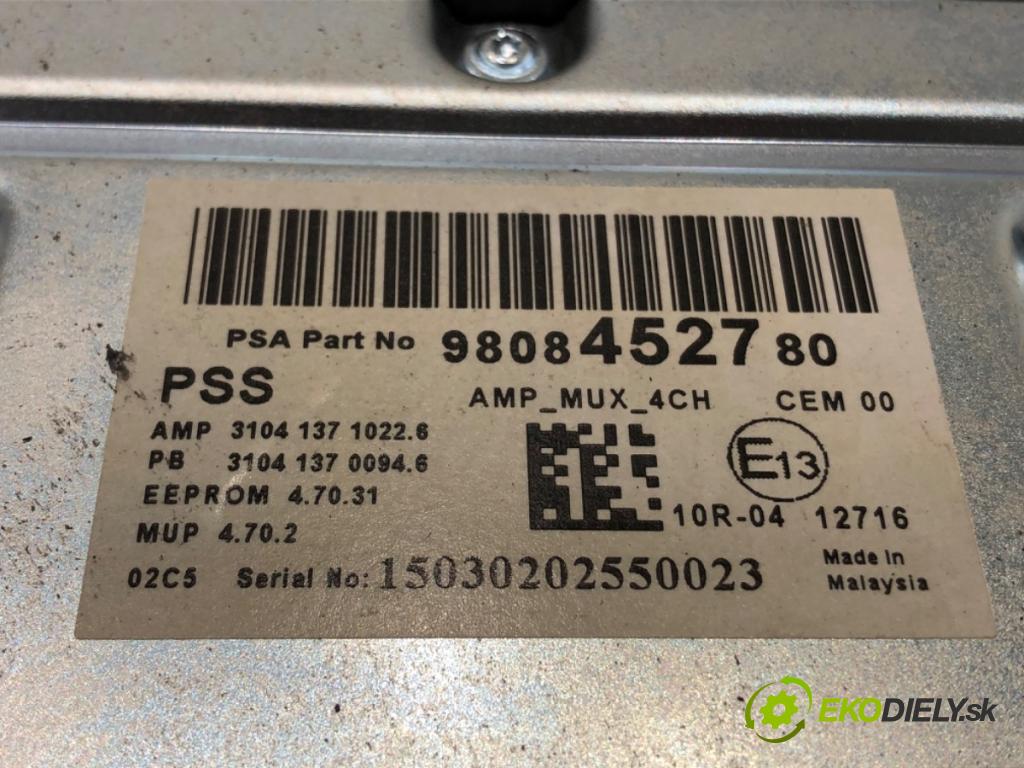 PSA Part No 9808452780
PSS
AMP_MUX_4CH CEM 00
AMP 3104 137 1022.6
PB 3104 137 0094.6
E13
EEPROM 4.70.31
10R-04 12716
MUP 4.70.2
02C5 Serial No: 15030202550023
Made In
Malaysia
EKODIELY.sk